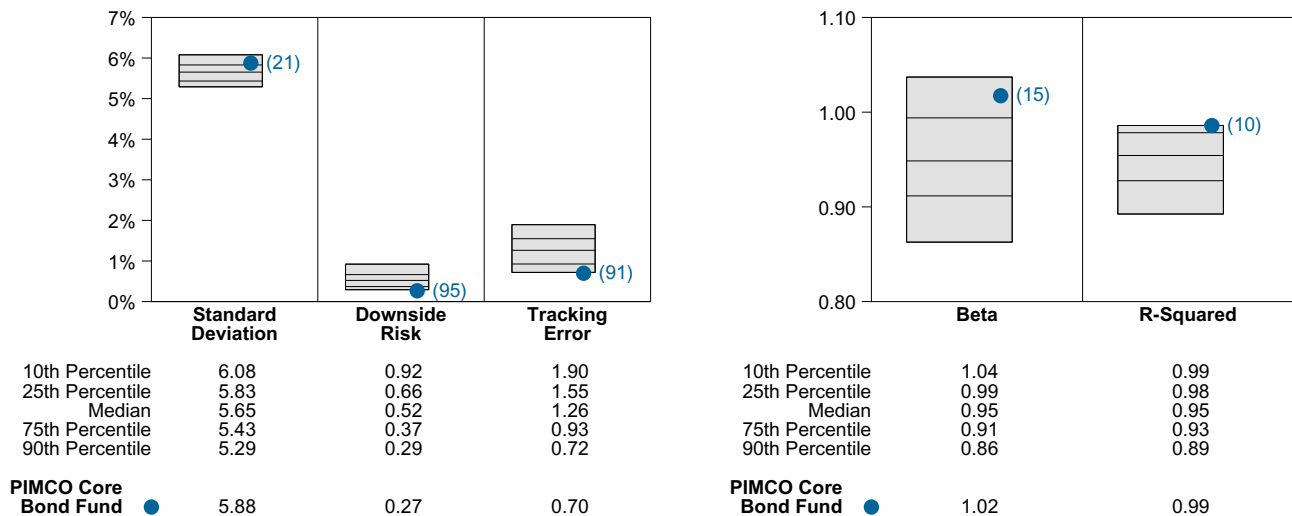 7%
6%
5%
4%
3%
2%
1%
0%
(21)
(95)
(91)
Standard Deviation
Downside Risk
Tracking Error
10th Percentile 6.08 0.92 1.90
25th Percentile 5.83 0.66 1.55
Median 5.65 0.52 1.26
75th Percentile 5.43 0.37 0.93
90th Percentile 5.29 0.29 0.72
PIMCO Core
Bond Fund 5.88 0.27 0.70
1.10
1.00
0.90
0.80
(15)
(10)
Beta R-Squared
10th Percentile 1.04 0.99
25th Percentile 0.99 0.98
Median 0.95 0.95
75th Percentile 0.91 0.93
90th Percentile 0.86 0.89
PIMCO Core
Bond Fund 1.02 0.99